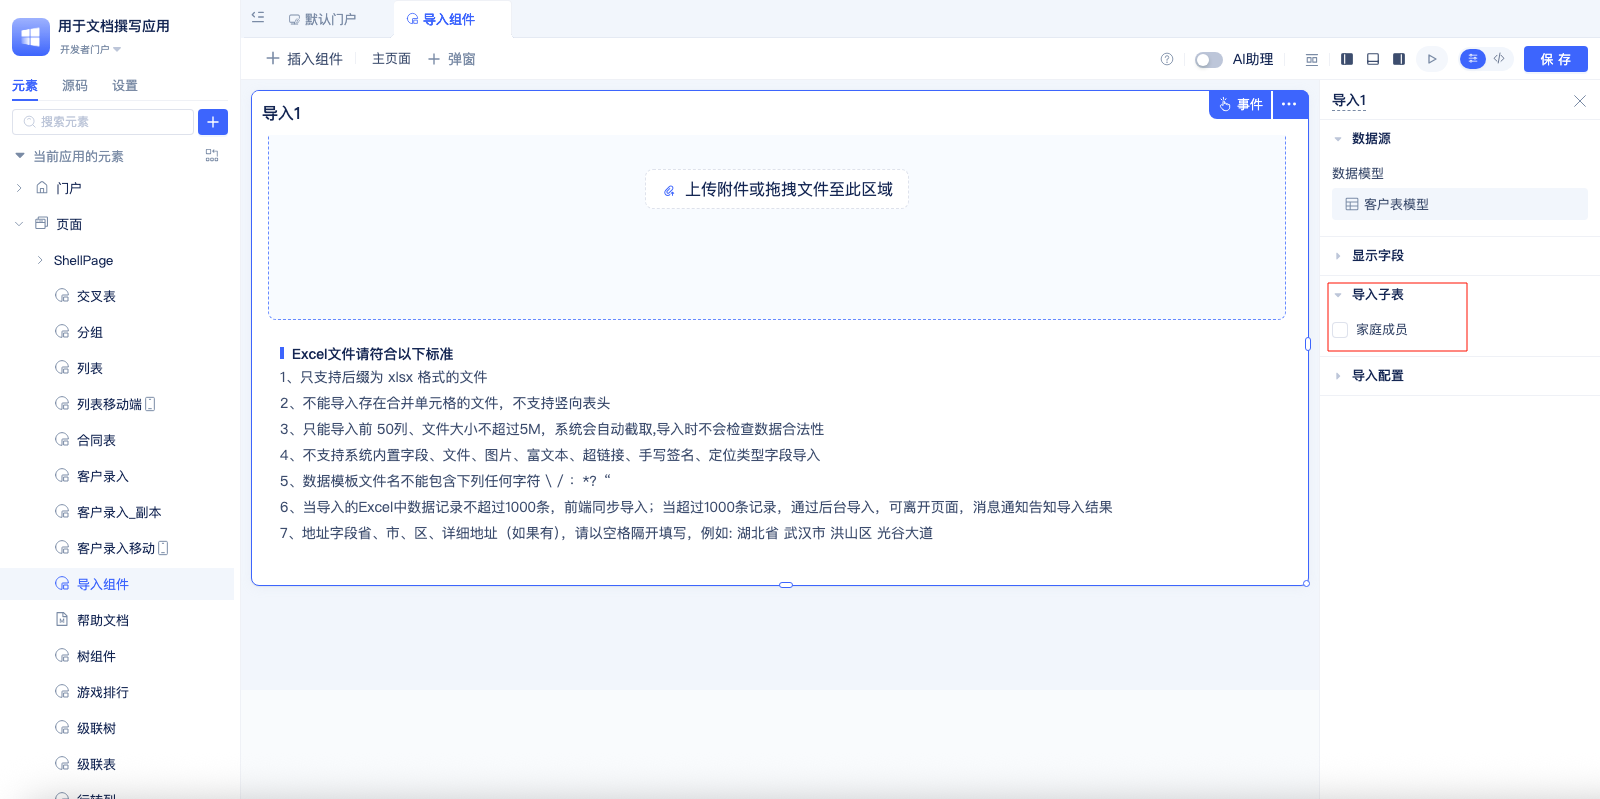 用于文档撰写应用
开发者门户
元素 源码 设置
搜索元素
当前应用的元素
门户
页面
ShellPage
交叉表
分组
列表
列表移动端
合同表
客户录入
客户录入_副本
客户录入移动
导入组件
帮助文档
树组件
游戏排行
级联树
级联表
行转列
默认门户 导入组件
插入组件 主页面 弹窗
AI助理
保 存
导入1
事件
上传附件或拖拽文件至此区域
Excel文件请符合以下标准
1、只支持后缀为 xlsx 格式的文件
2、不能导入存在合并单元格的文件，不支持竖向表头
3、只能导入前 50列、文件大小不超过5M，系统会自动截取,导入时不会检查数据合法性
4、不支持系统内置字段、文件、图片、富文本、超链接、手写签名、定位类型字段导入
5、数据模板文件名不能包含下列任何字符 \ / ：*？“
6、当导入的Excel中数据记录不超过1000条，前端同步导入；当超过1000条记录，通过后台导入，可离开页面，消息通知告知导入结果
7、地址字段省、市、区、详细地址（如果有），请以空格隔开填写，例如: 湖北省 武汉市 洪山区 光谷大道
导入1
数据源
数据模型
客户表模型
显示字段
导入子表
家庭成员
导入配置